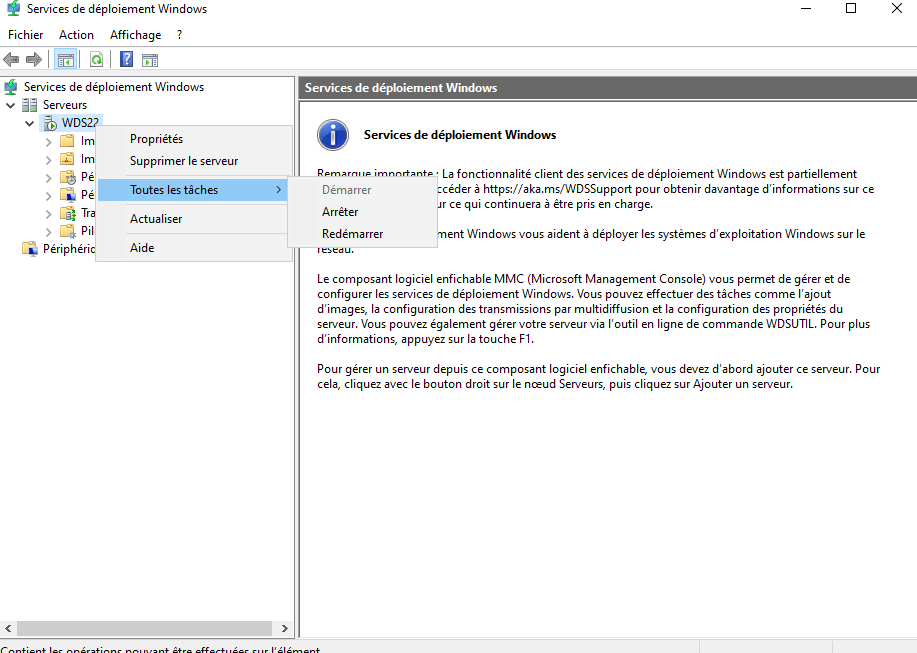 Services de déploiement Windows
Fichier Action Affichage ?
Services de déploiement Windows
Serveurs
WDS22
Im
Im
Pé
Pé
Tra
Pil
Périphéric
Propriétés
Supprimer le serveur
Toutes les tâches
Actualiser
Aide
Démarrer
Arrêter
Redémarrer
Services de déploiement Windows
Services de déploiement Windows
Remarque importante : La fonctionnalité client des services de déploiement Windows est partiellement
ccéder à https://aka.ms/WDSSupport pour obtenir davantage d'informations sur ce
ur ce qui continuera à être pris en charge.
ment Windows vous aident à déployer les systèmes d'exploitation Windows sur le
réseau.
Le composant logiciel enfichable MMC (Microsoft Management Console) vous permet de gérer et de
configurer les services de déploiement Windows. Vous pouvez effectuer des tâches comme l'ajout
d'images, la configuration des transmissions par multidiffusion et la configuration des propriétés du
serveur. Vous pouvez également gérer votre serveur via l'outil en ligne de commande WDSUTIL. Pour plus
d'informations, appuyez sur la touche F1.
Pour gérer un serveur depuis ce composant logiciel enfichable, vous devez d'abord ajouter ce serveur. Pour
cela, cliquez avec le bouton droit sur le nœud Serveurs, puis cliquez sur Ajouter un serveur.
Contient les opérations pouvant être effectuées sur l'élément.